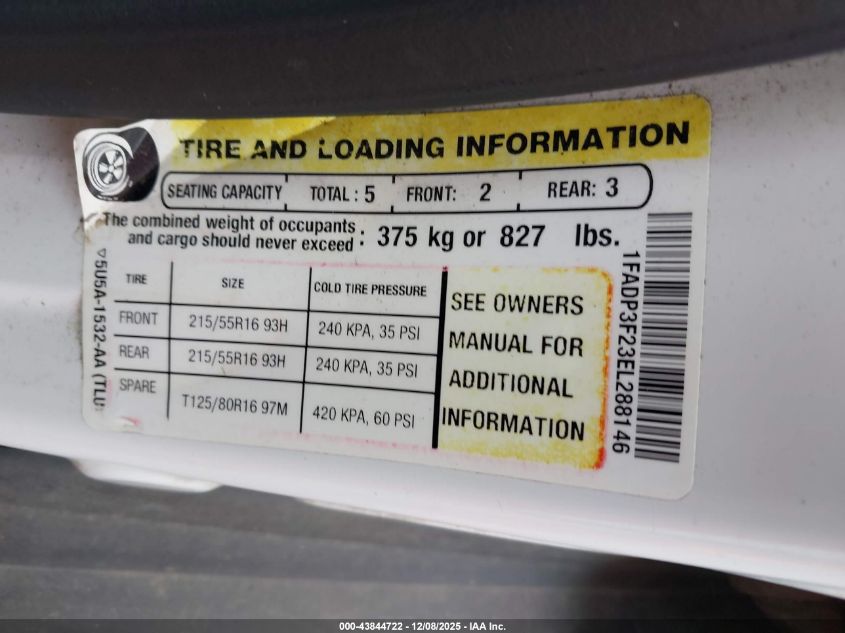 TIRE AND LOADING INFORMATION
SEATING CAPACITY TOTAL : 5 FRONT: 2 REAR: 3
The combined weight of occupants
and cargo should never exceed : 375 kg or 827 lbs.
TIRE SIZE COLD TIRE PRESSURE
FRONT 215/55R16 93H 240 KPA, 35 PSI
REAR 215/55R16 93H 240 KPA, 35 PSI
SPARE T125/80R16 97M 420 KPA, 60 PSI
SEE OWNERS
MANUAL FOR
ADDITIONAL
INFORMATION
5U5A-1532-AA
1FADP3F23EL288146
000-43844722 - 12/08/2025 - IAA Inc.